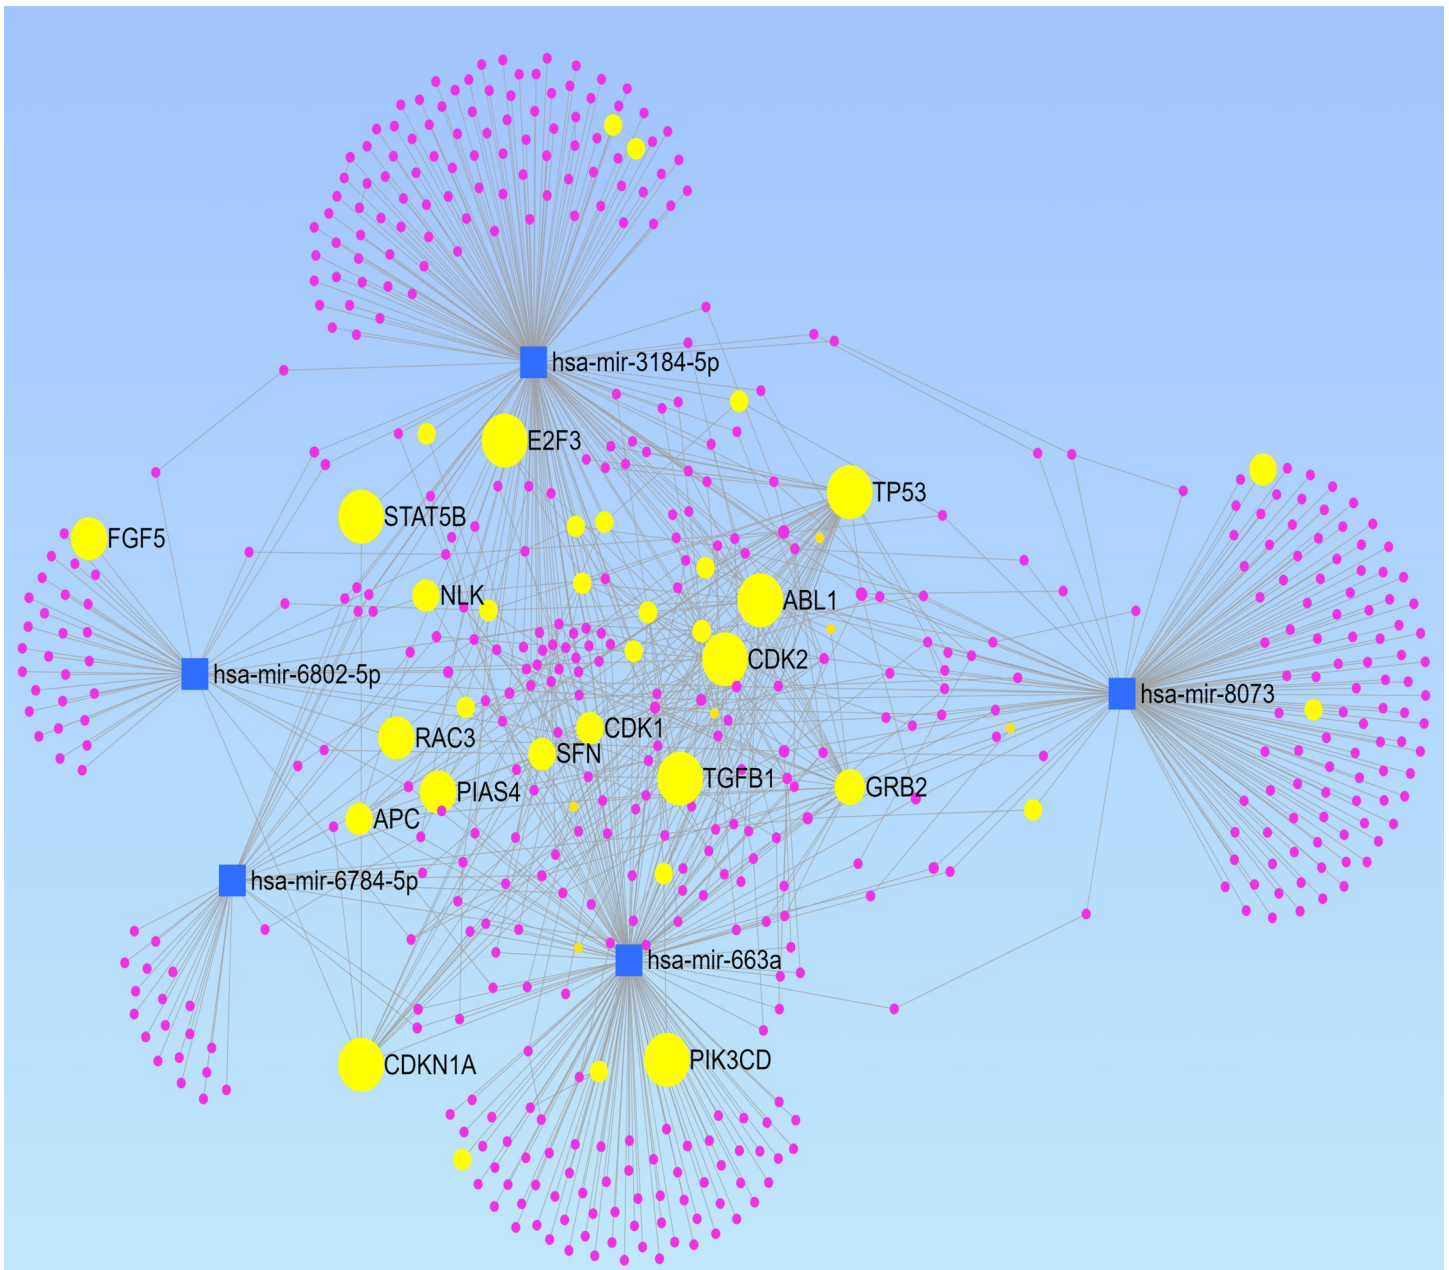 hsa-mir-3184-5p
E2F3
TP53
STAT5B
FGF5
NLK
ABL1
CDK2
hsa-mir-6802-5p
hsa-mir-8073
CDK1
RAC3
SFN
TGFB1
GRB2
PIAS4
APC
hsa-mir-6784-5p
hsa-mir-663a
PIK3CD
CDKN1A